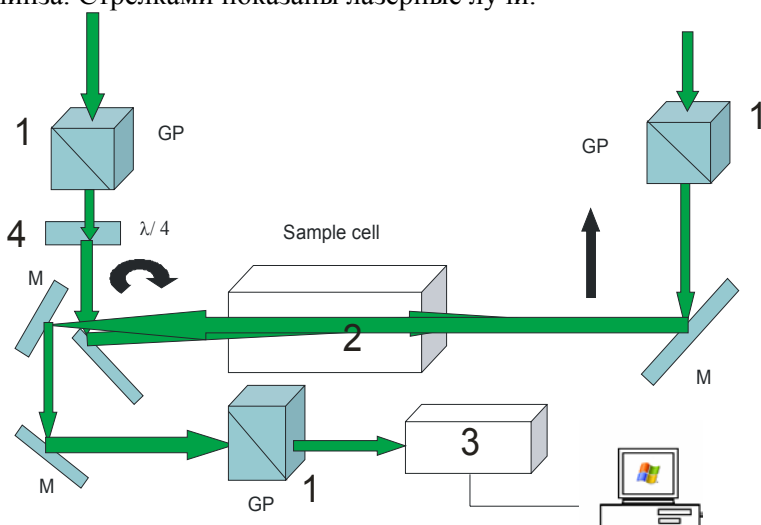 линза. Стрелками показаны лазерные лучи.
1
GP
GP
1
4
λ/ 4
Sample cell
M
2
M
3
M
GP
1